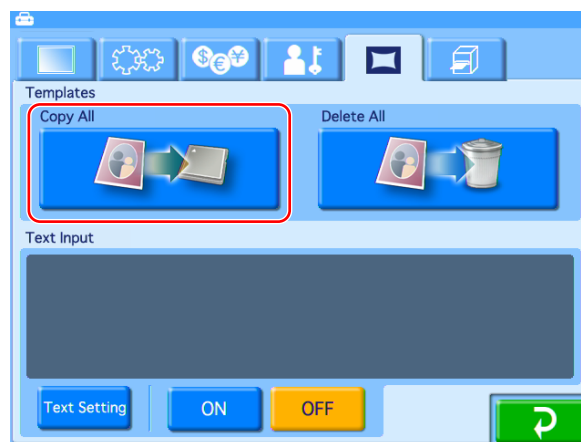 $ € ¥
Templates
Copy All
Delete All
Text Input
Text Setting
ON
OFF